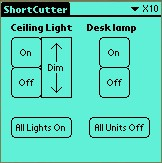 ShortCutter ▼ X10
Ceiling Light Desk lamp
On On
Dim
Off Off
All Lights On All Units Off